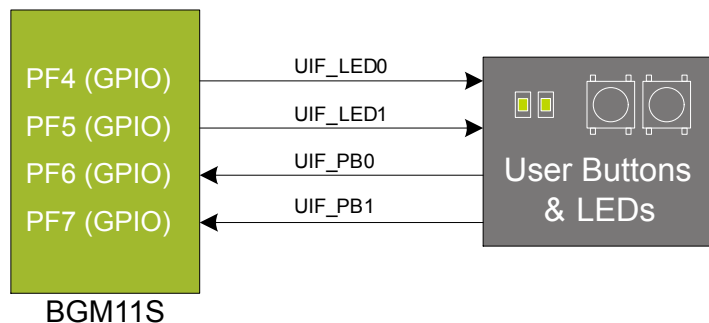 PF4 (GPIO)
PF5 (GPIO)
PF6 (GPIO)
PF7 (GPIO)
BGM11S
UIF_LED0
UIF_LED1
UIF_PB0
UIF_PB1
User Buttons
& LEDs